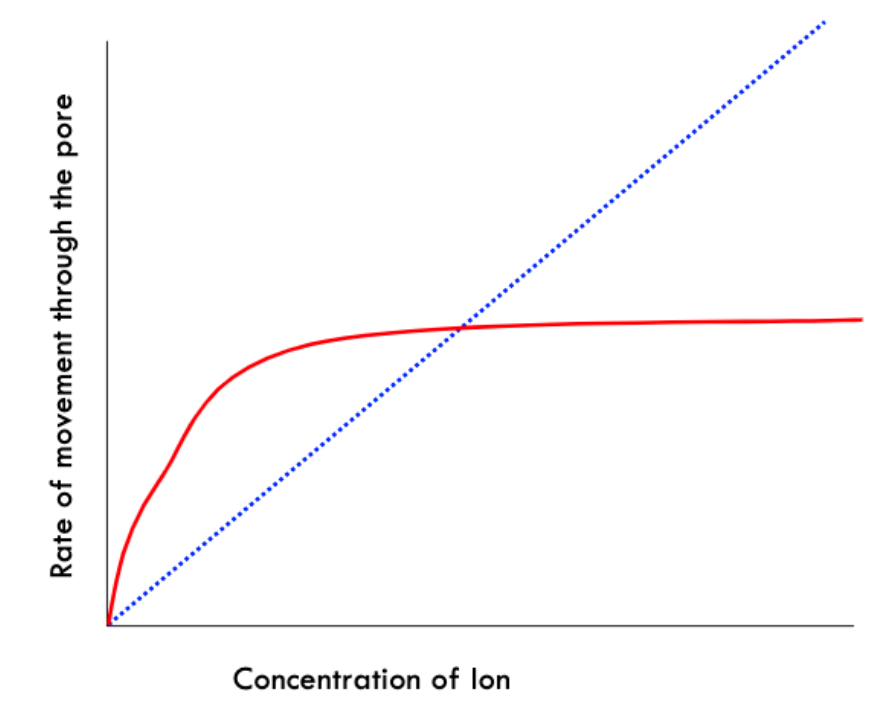 Rate of movement through the pore
Concentration of Ion